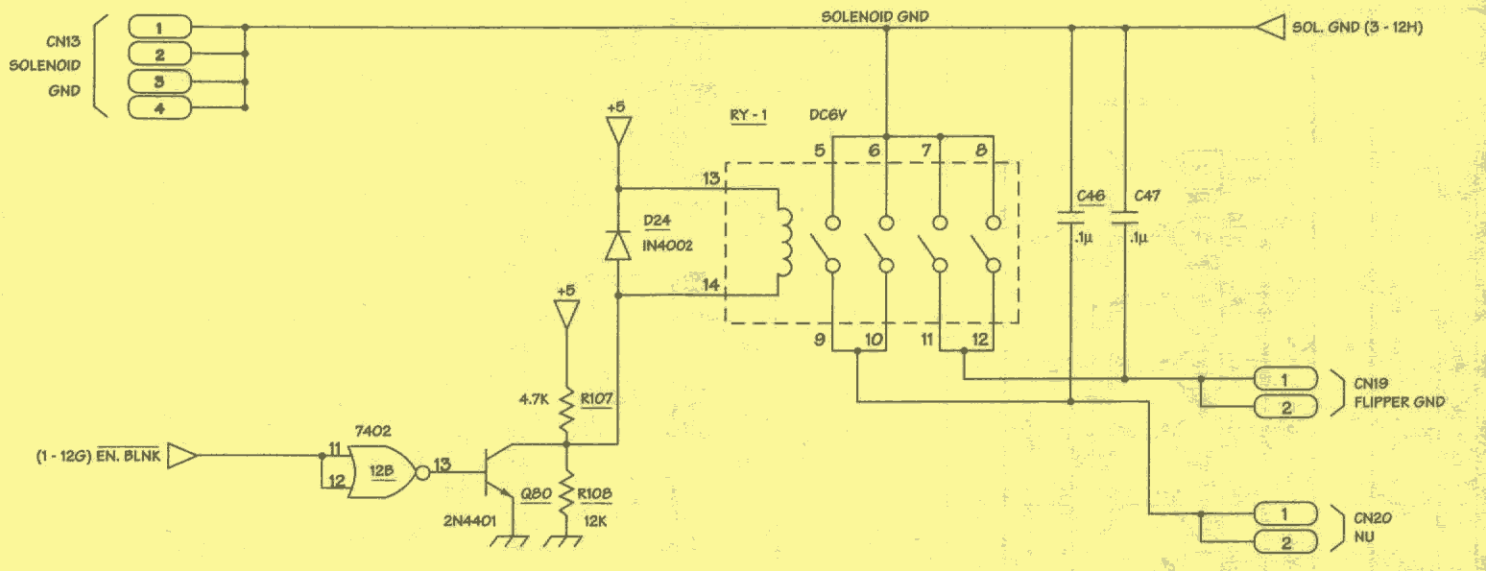 SOLENOID GND
SOL. GND (3 - 12H)
CN13
SOLENOID
GND
1
2
3
4
+5
RY - 1 DC6V
5 6 7 8
13
D24
1N4002
14
C46
.1µ
C47
.1µ
9 10 11 12
+5
4.7K R107
1
2
CN19
FLIPPER GND
7402
(1 - 12G) EN. BLNK
11
12
12B
13
Q80
2N4401
R108
12K
1
2
CN20
NU